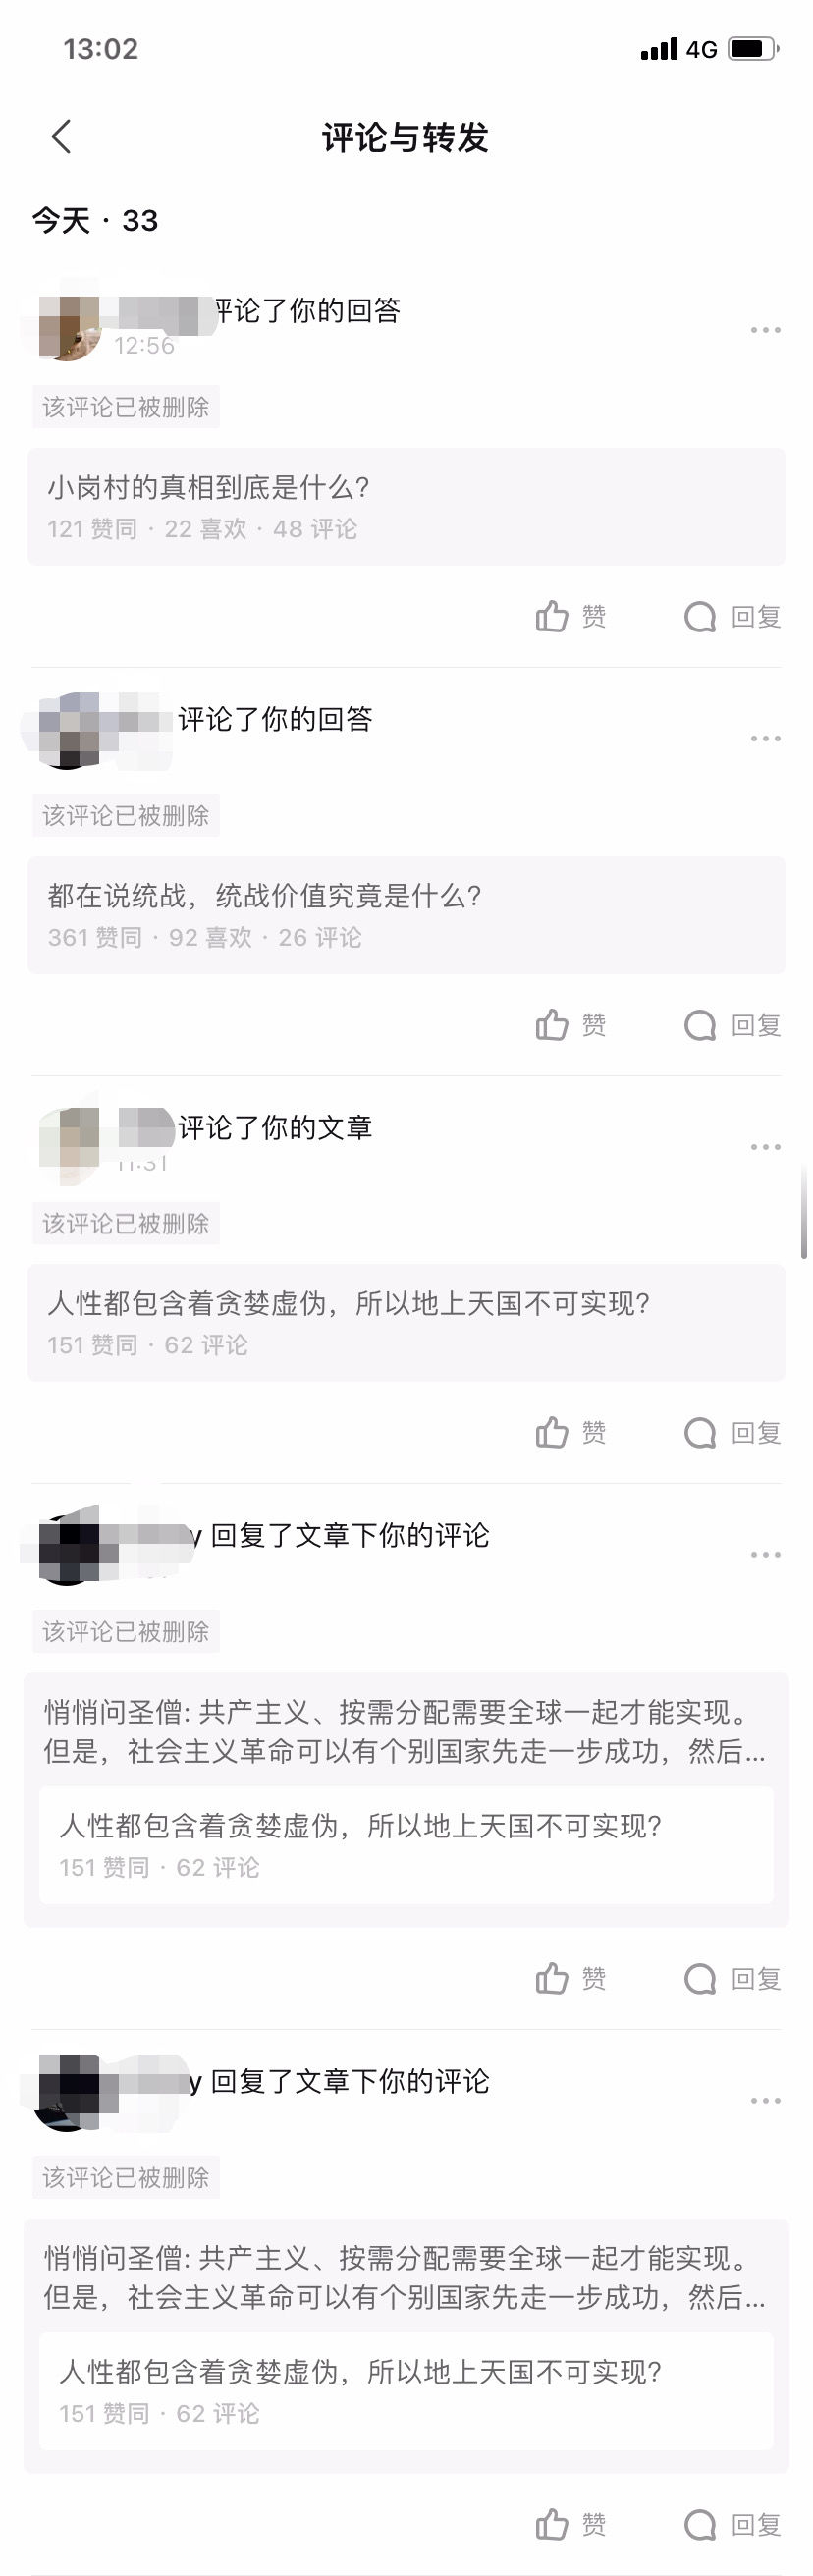 13:02
4G
评论与转发
今天 · 33
评论了你的回答
12:56
该评论已被删除
小岗村的真相到底是什么?
121 赞同 · 22 喜欢 · 48 评论
赞 回复
评论了你的回答
该评论已被删除
都在说统战，统战价值究竟是什么?
361 赞同 · 92 喜欢 · 26 评论
赞 回复
评论了你的文章
11:31
该评论已被删除
人性都包含着贪婪虚伪，所以地上天国不可实现?
151 赞同 · 62 评论
赞 回复
y 回复了文章下你的评论
该评论已被删除
悄悄问圣僧: 共产主义、按需分配需要全球一起才能实现。
但是，社会主义革命可以有个别国家先走一步成功，然后...
人性都包含着贪婪虚伪，所以地上天国不可实现?
151 赞同 · 62 评论
赞 回复
y 回复了文章下你的评论
该评论已被删除
悄悄问圣僧: 共产主义、按需分配需要全球一起才能实现。
但是，社会主义革命可以有个别国家先走一步成功，然后...
人性都包含着贪婪虚伪，所以地上天国不可实现?
151 赞同 · 62 评论
赞 回复